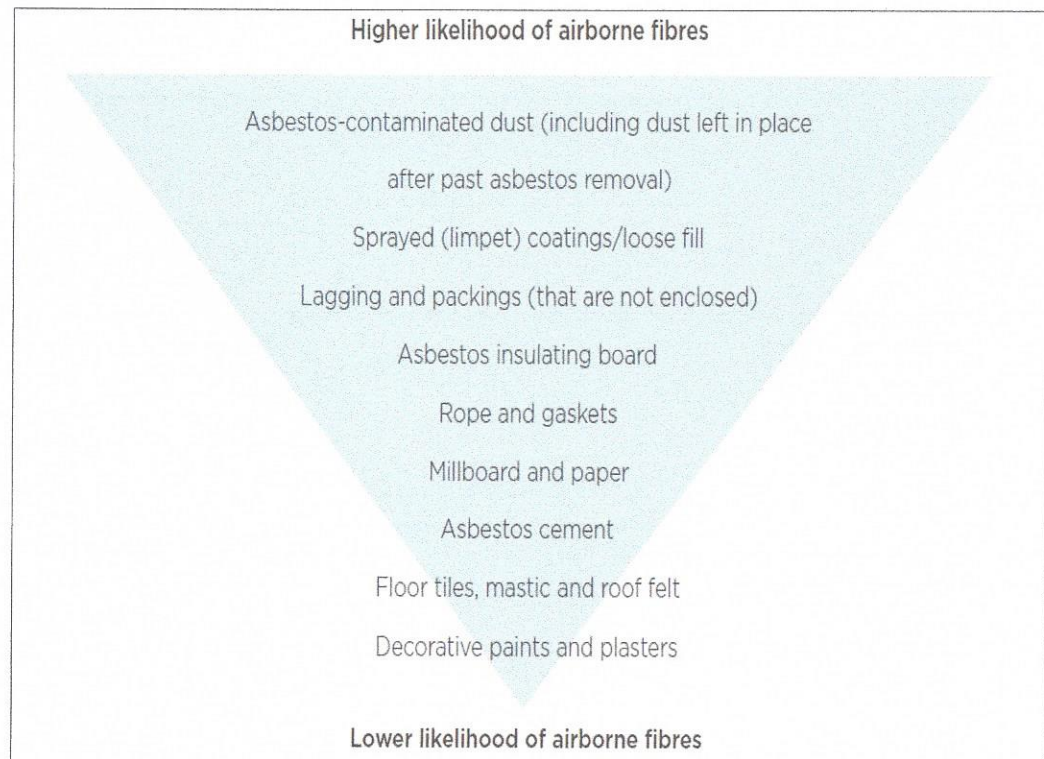 Higher likelihood of airborne fibres
Asbestos-contaminated dust (including dust left in place
after past asbestos removal)
Sprayed (limpet) coatings/loose fill
Lagging and packings (that are not enclosed)
Asbestos insulating board
Rope and gaskets
Millboard and paper
Asbestos cement
Floor tiles, mastic and roof felt
Decorative paints and plasters
Lower likelihood of airborne fibres